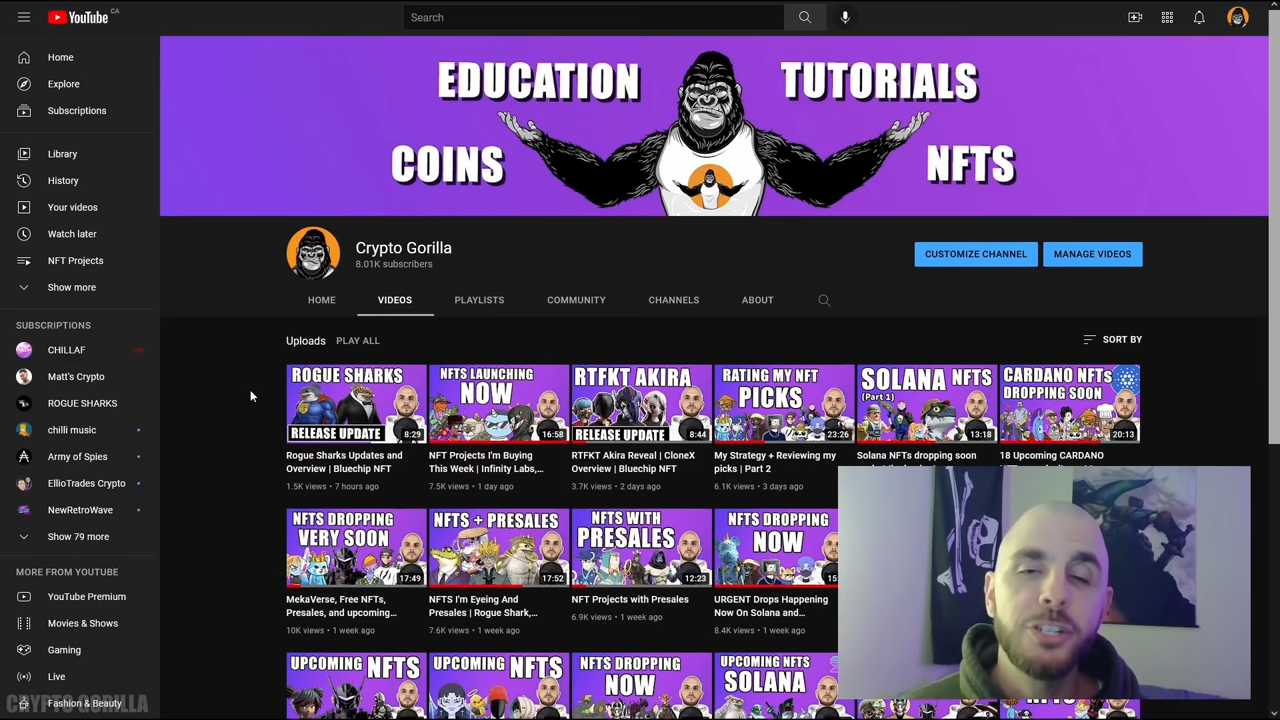 YouTube CA
Search
Home
Explore
Subscriptions
Library
History
Your videos
Watch later
NFT Projects
Show more
SUBSCRIPTIONS
CHILLAF
Matt's Crypto
ROGUE SHARKS
chilli music
Army of Spies
EllioTrades Crypto
NewRetroWave
Show 79 more
MORE FROM YOUTUBE
YouTube Premium
Movies & Shows
Gaming
Live
Fashion & Beauty
CRYPTO GORILLA
EDUCATION TUTORIALS
COINS NFTS
Crypto Gorilla
8.01K subscribers
CUSTOMIZE CHANNEL MANAGE VIDEOS
HOME VIDEOS PLAYLISTS COMMUNITY CHANNELS ABOUT
Uploads PLAY ALL SORT BY
ROGUE SHARKS
RELEASE UPDATE
8:29
Rogue Sharks Updates and
Overview | Bluechip NFT
1.5K views • 7 hours ago
NFTS LAUNCHING
NOW
16:58
NFT Projects I'm Buying
This Week | Infinity Labs,...
7.5K views • 1 day ago
RTFKT AKIRA
RELEASE UPDATE
8:44
RTFKT Akira Reveal | CloneX
Overview | Bluechip NFT
3.7K views • 2 days ago
RATING MY NFT
PICKS
23:26
My Strategy + Reviewing my
picks | Part 2
6.1K views • 3 days ago
SOLANA NFTS
(Part 1)
13:18
Solana NFTs dropping soon
CARDANO NFTS
DROPPING SOON
20:13
18 Upcoming CARDANO
NFTS DROPPING
VERY SOON
17:49
MekaVerse, Free NFTs,
Presales, and upcoming...
10K views • 1 week ago
NFTS + PRESALES
17:52
NFTS I'm Eyeing And
Presales | Rogue Shark,...
7.6K views • 1 week ago
NFTS WITH
PRESALES
12:23
NFT Projects with Presales
6.9K views • 1 week ago
NFTS DROPPING
NOW
15
URGENT Drops Happening
Now On Solana and...
8.4K views • 1 week ago
UPCOMING NFTS
UPCOMING NFTS
NFTS DROPPING
NOW
UPCOMING NFTS
SOLANA